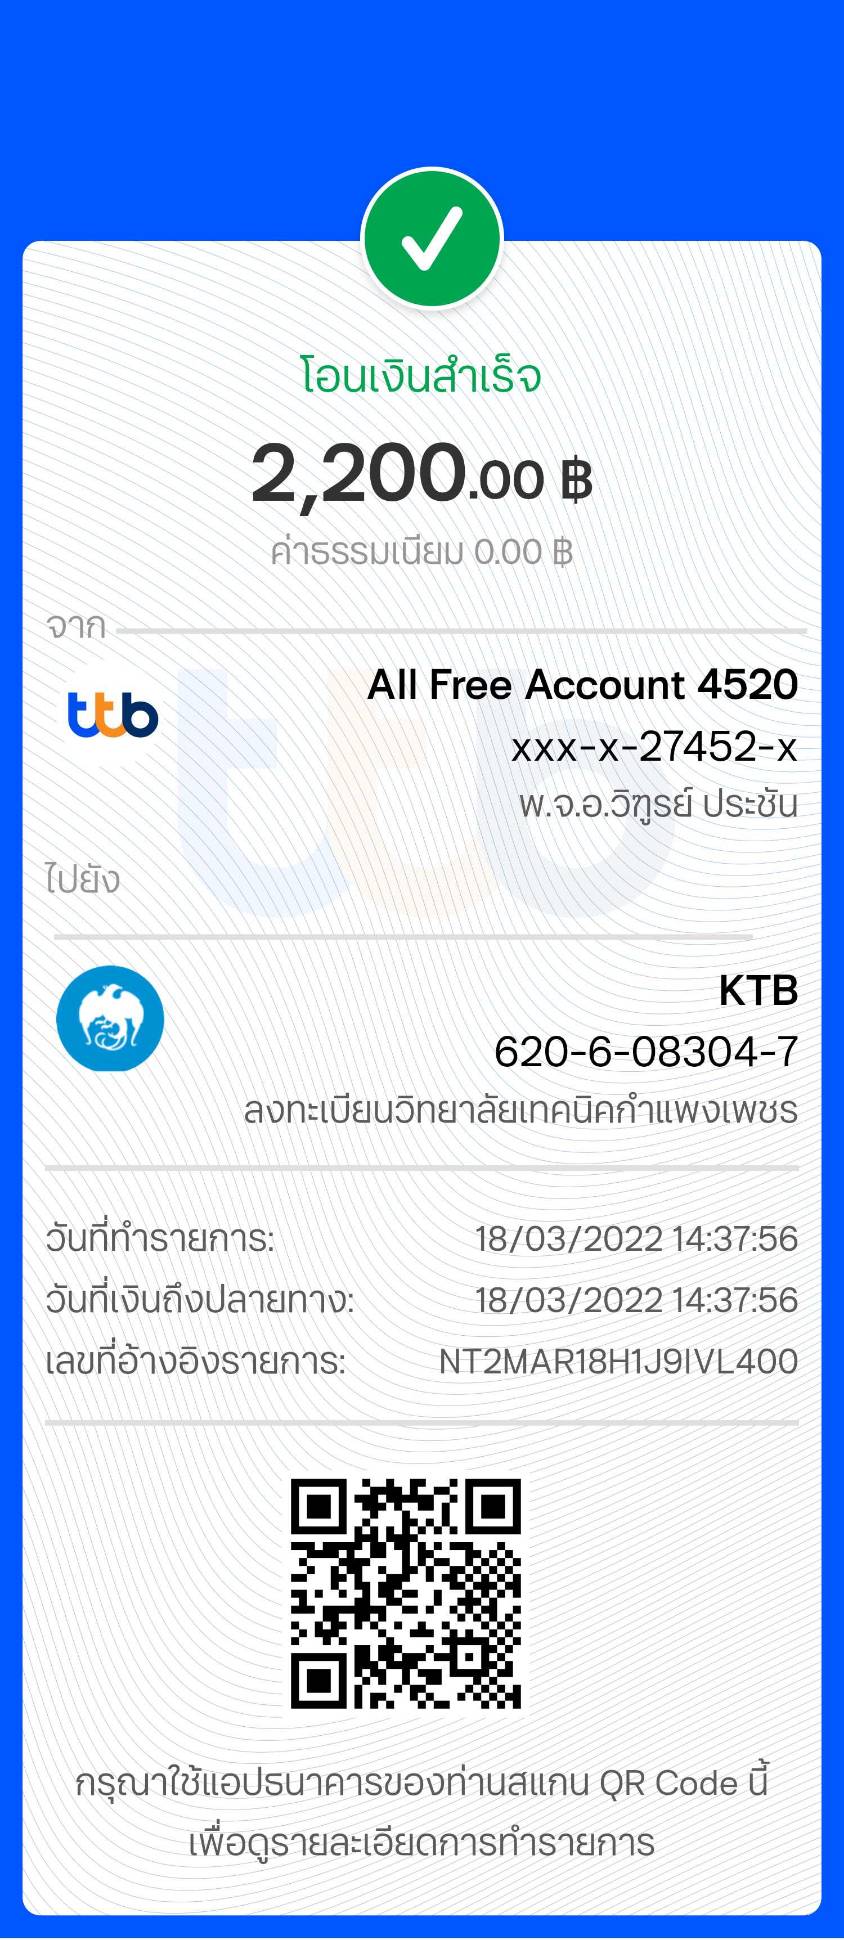 โอนเงินสำเร็จ
2,200.00 ฿
ค่าธรรมเนียม 0.00 ฿
จาก
ttb
All Free Account 4520
xxx-x-27452-x
พ.จ.อ.วิฑูรย์ ประชัน
ไปยัง
KTB
620-6-08304-7
ลงทะเบียนวิทยาลัยเทคนิคกำแพงเพชร
วันที่ทำรายการ: 18/03/2022 14:37:56
วันที่เงินถึงปลายทาง: 18/03/2022 14:37:56
เลขที่อ้างอิงรายการ: NT2MAR18H1J9IVL400
กรุณาใช้แอปธนาคารของท่านสแกน QR Code นี้
เพื่อดูรายละเอียดการทำรายการ